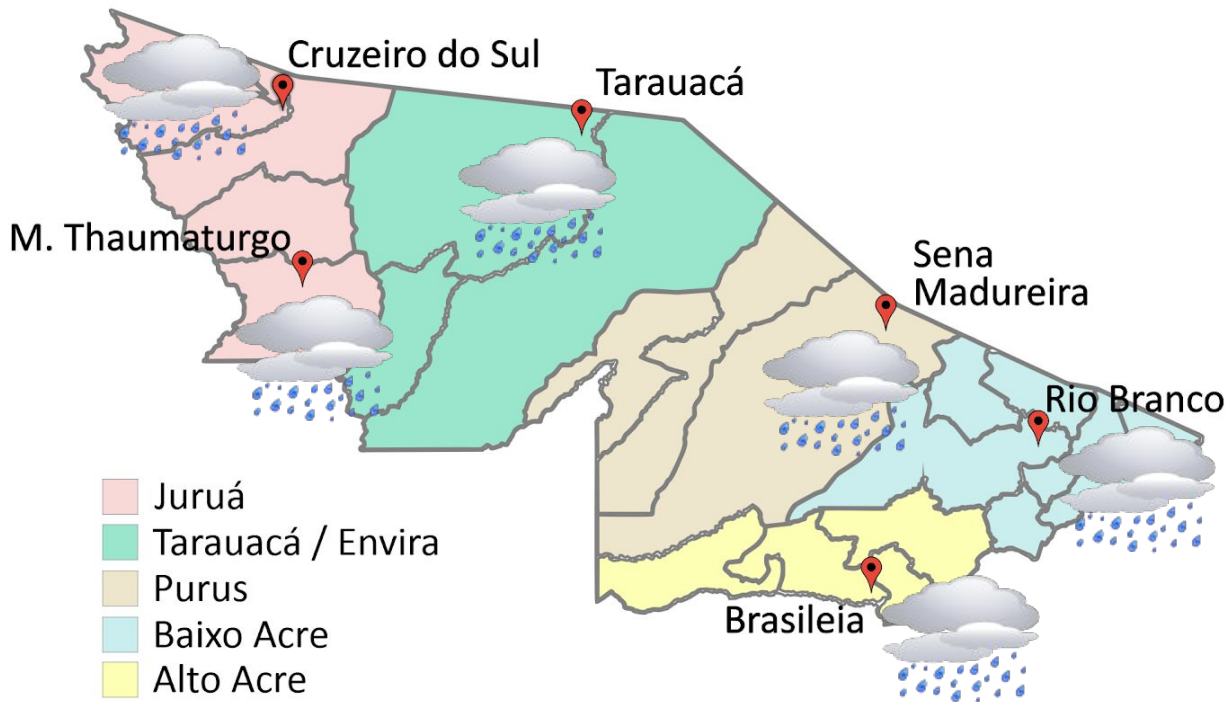 Cruzeiro do Sul
Tarauacá
M. Thaumaturgo
Sena
Madureira
Rio Branco
Brasileia
Juruá
Tarauacá / Envira
Purus
Baixo Acre
Alto Acre